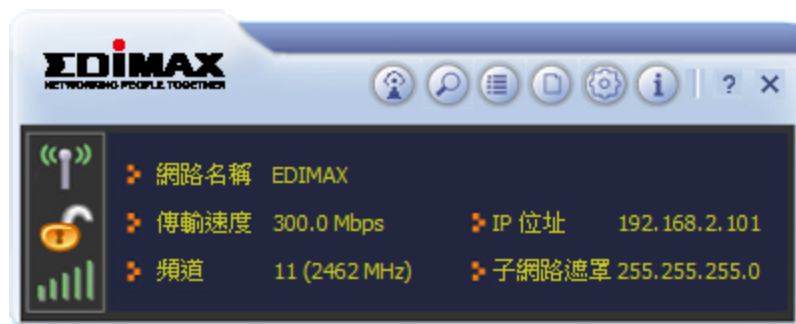 EDIMAX
NETWORKING PEOPLE TOGETHER
i ? ×
網路名稱 EDIMAX
傳輸速度 300.0 Mbps IP 位址 192.168.2.101
頻道 11 (2462 MHz) 子網路遮罩 255.255.255.0